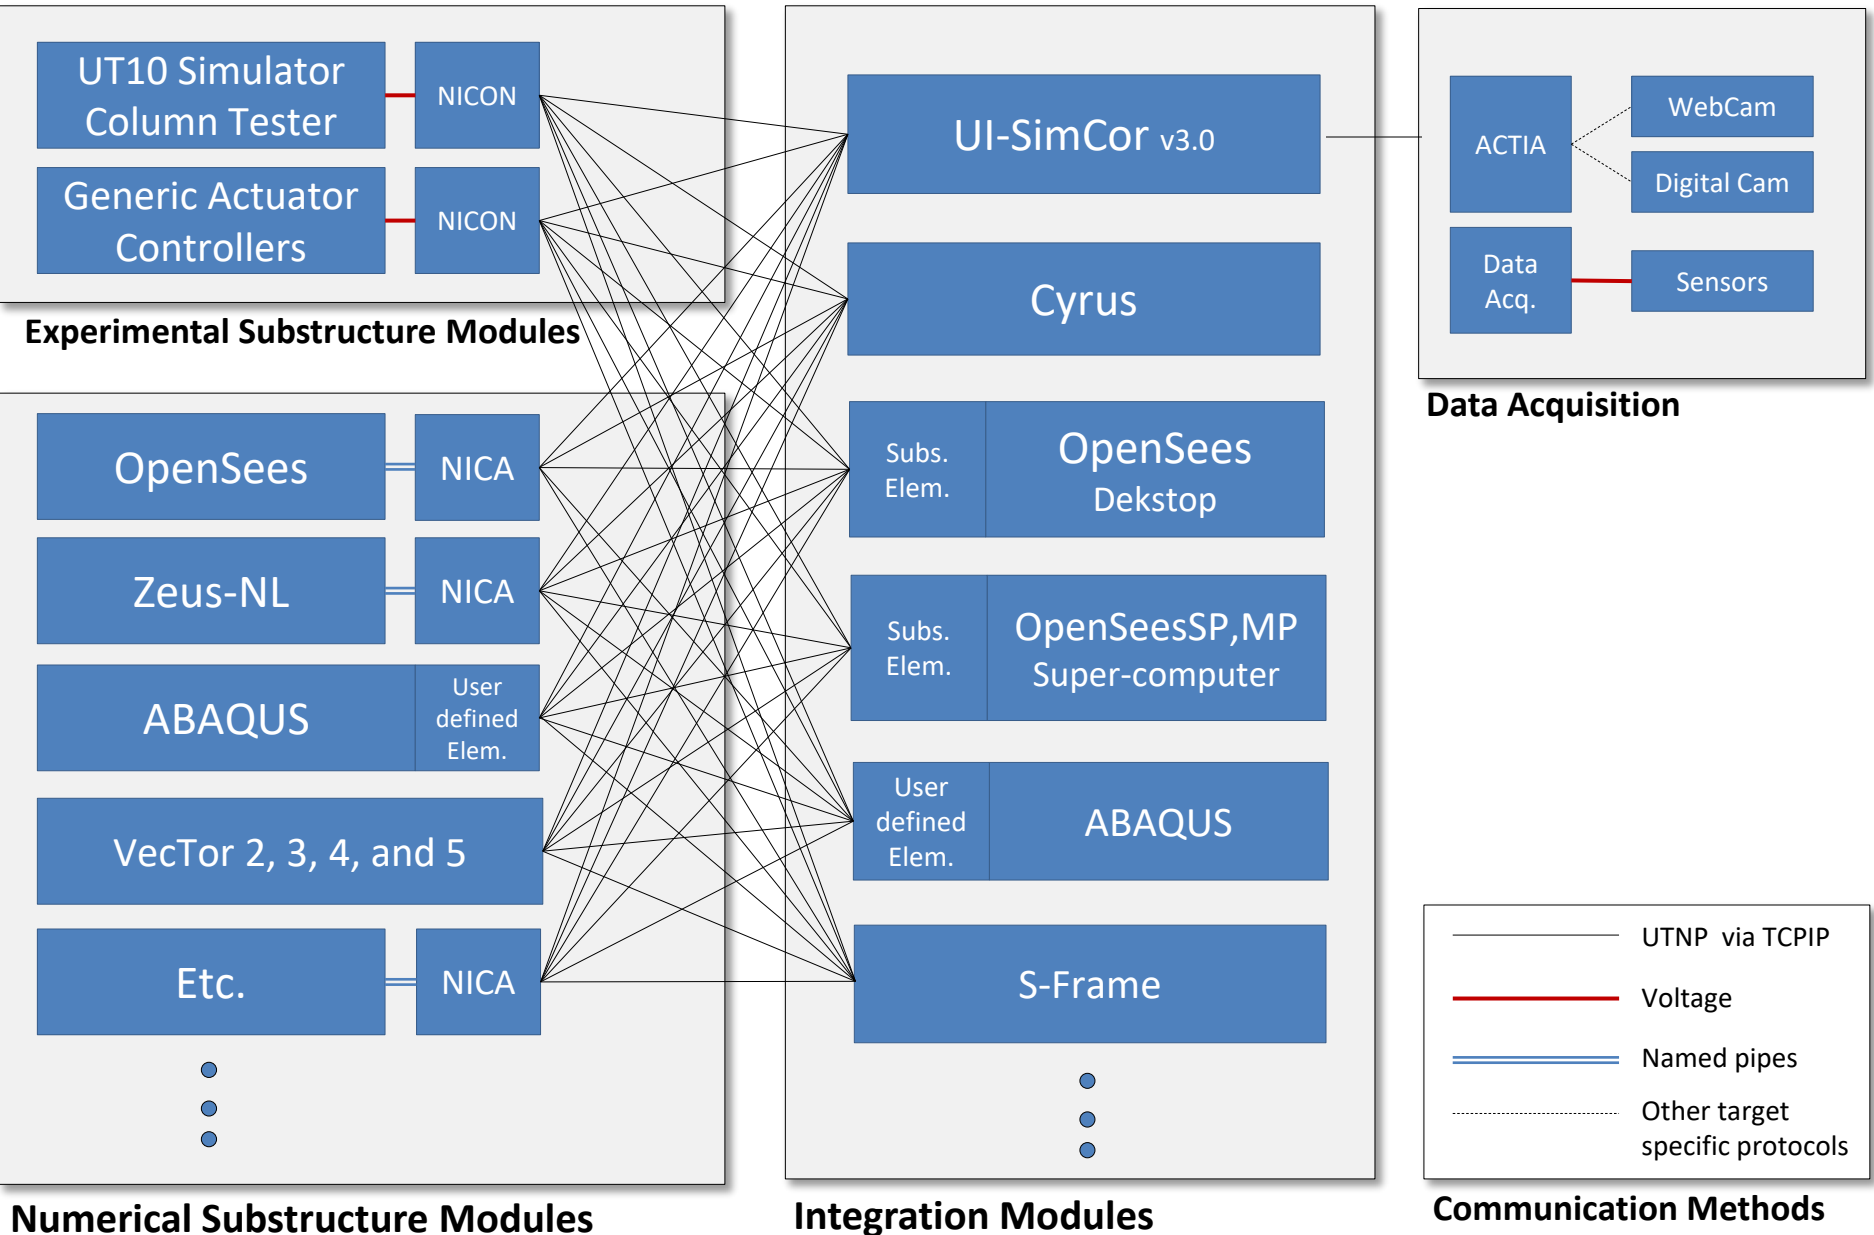 UT10 Simulator
Column Tester
NICON
Generic Actuator
Controllers
NICON
Experimental Substructure Modules
OpenSees
NICA
Zeus-NL
NICA
ABAQUS
User
defined
Elem.
VecTor 2, 3, 4, and 5
Etc.
NICA
Numerical Substructure Modules
UI-SimCor v3.0
Cyrus
Subs.
Elem.
OpenSees
Dekstop
Subs.
Elem.
OpenSeesSP,MP
Super-computer
User
defined
Elem.
ABAQUS
S-Frame
Integration Modules
ACTIA
WebCam
Digital Cam
Data
Acq.
Sensors
Data Acquisition
UTNP via TCPIP
Voltage
Named pipes
Other target
specific protocols
Communication Methods